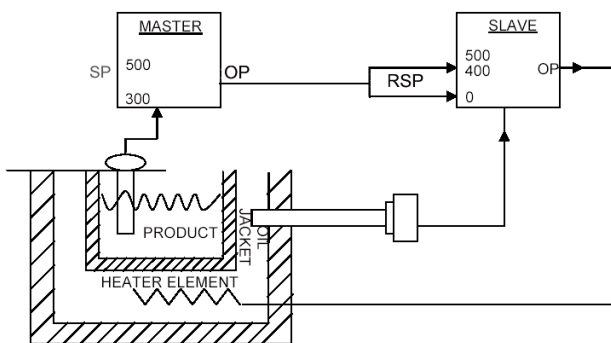 MASTER
SP 500 OP
300
SLAVE
500
400 OP
RSP
0
PRODUCT
OIL
JACKET
HEATER ELEMENT